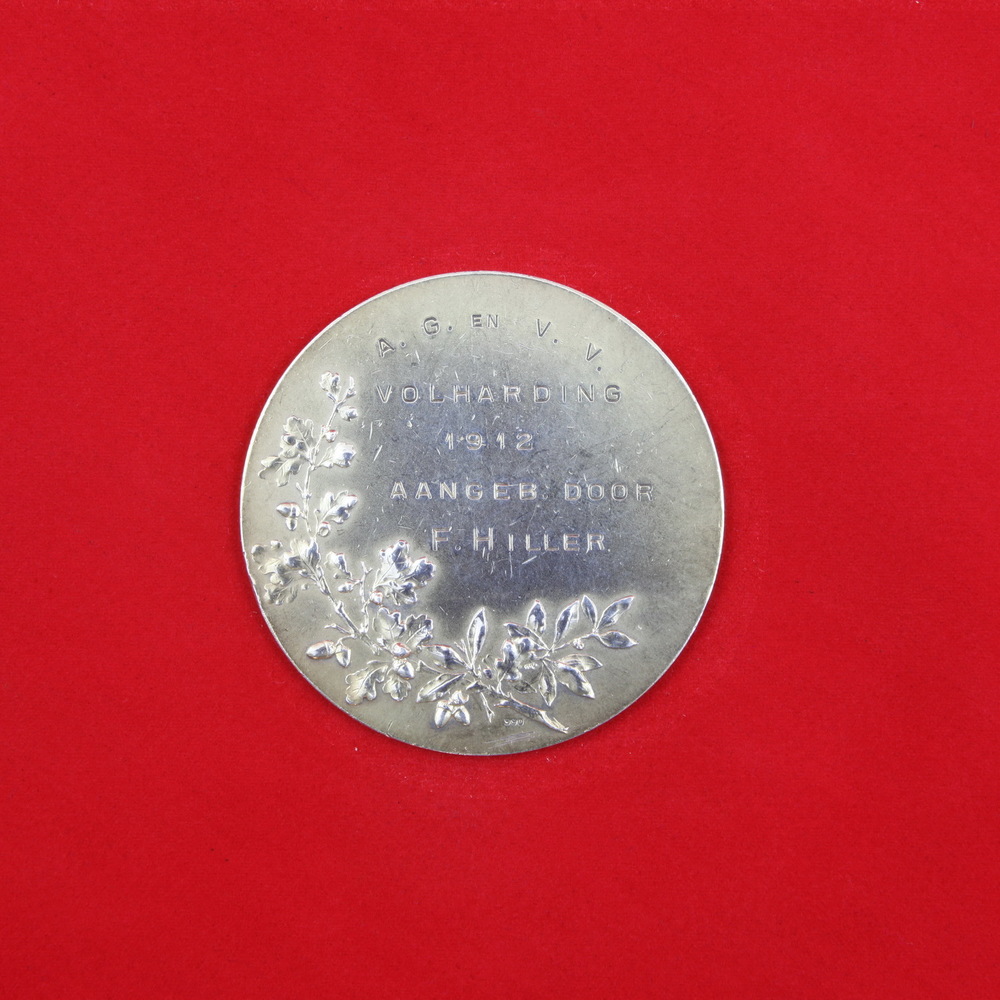 A. G. EN V. V.
VOLHARDING
1912
AANGEB. DOOR
F. HILLER